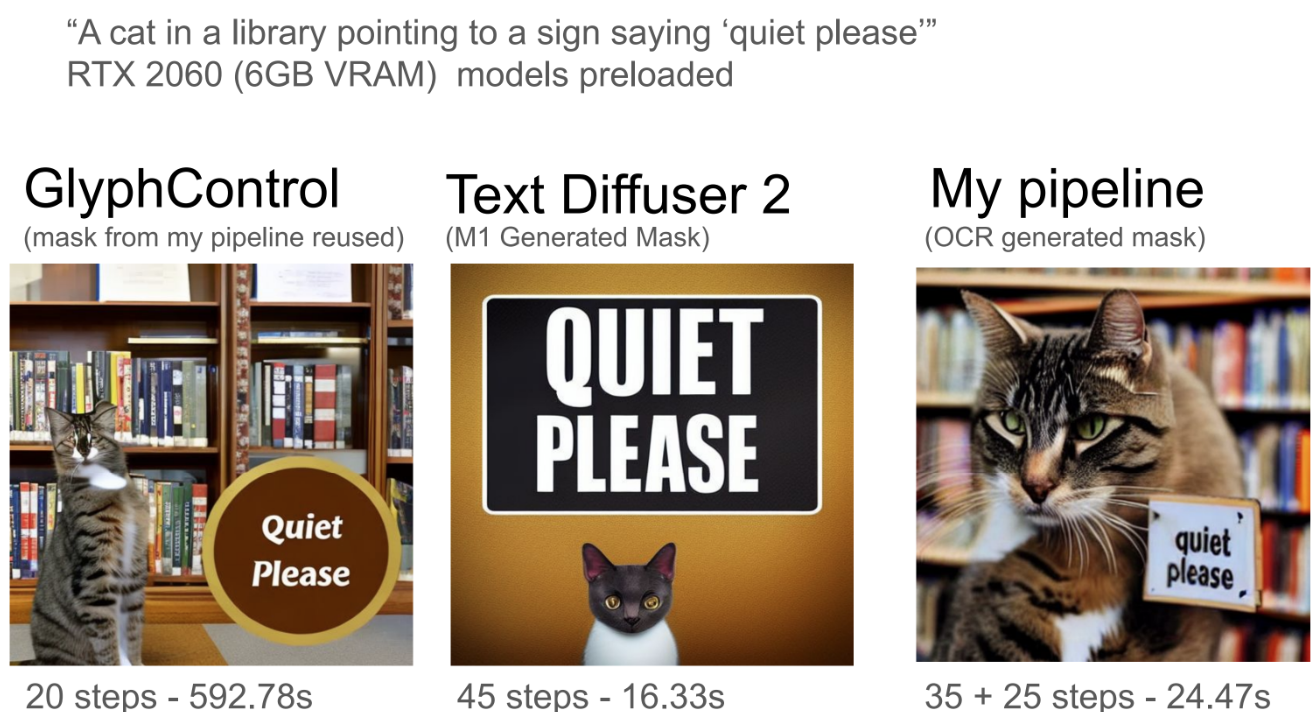 “A cat in a library pointing to a sign saying ‘quiet please’”
RTX 2060 (6GB VRAM)  models preloaded
GlyphControl
(mask from my pipeline reused)
Text Diffuser 2
(M1 Generated Mask)
My pipeline
(OCR generated mask)
Quiet
Please
QUIET
PLEASE
quiet
please
20 steps - 592.78s
45 steps - 16.33s
35 + 25 steps - 24.47s